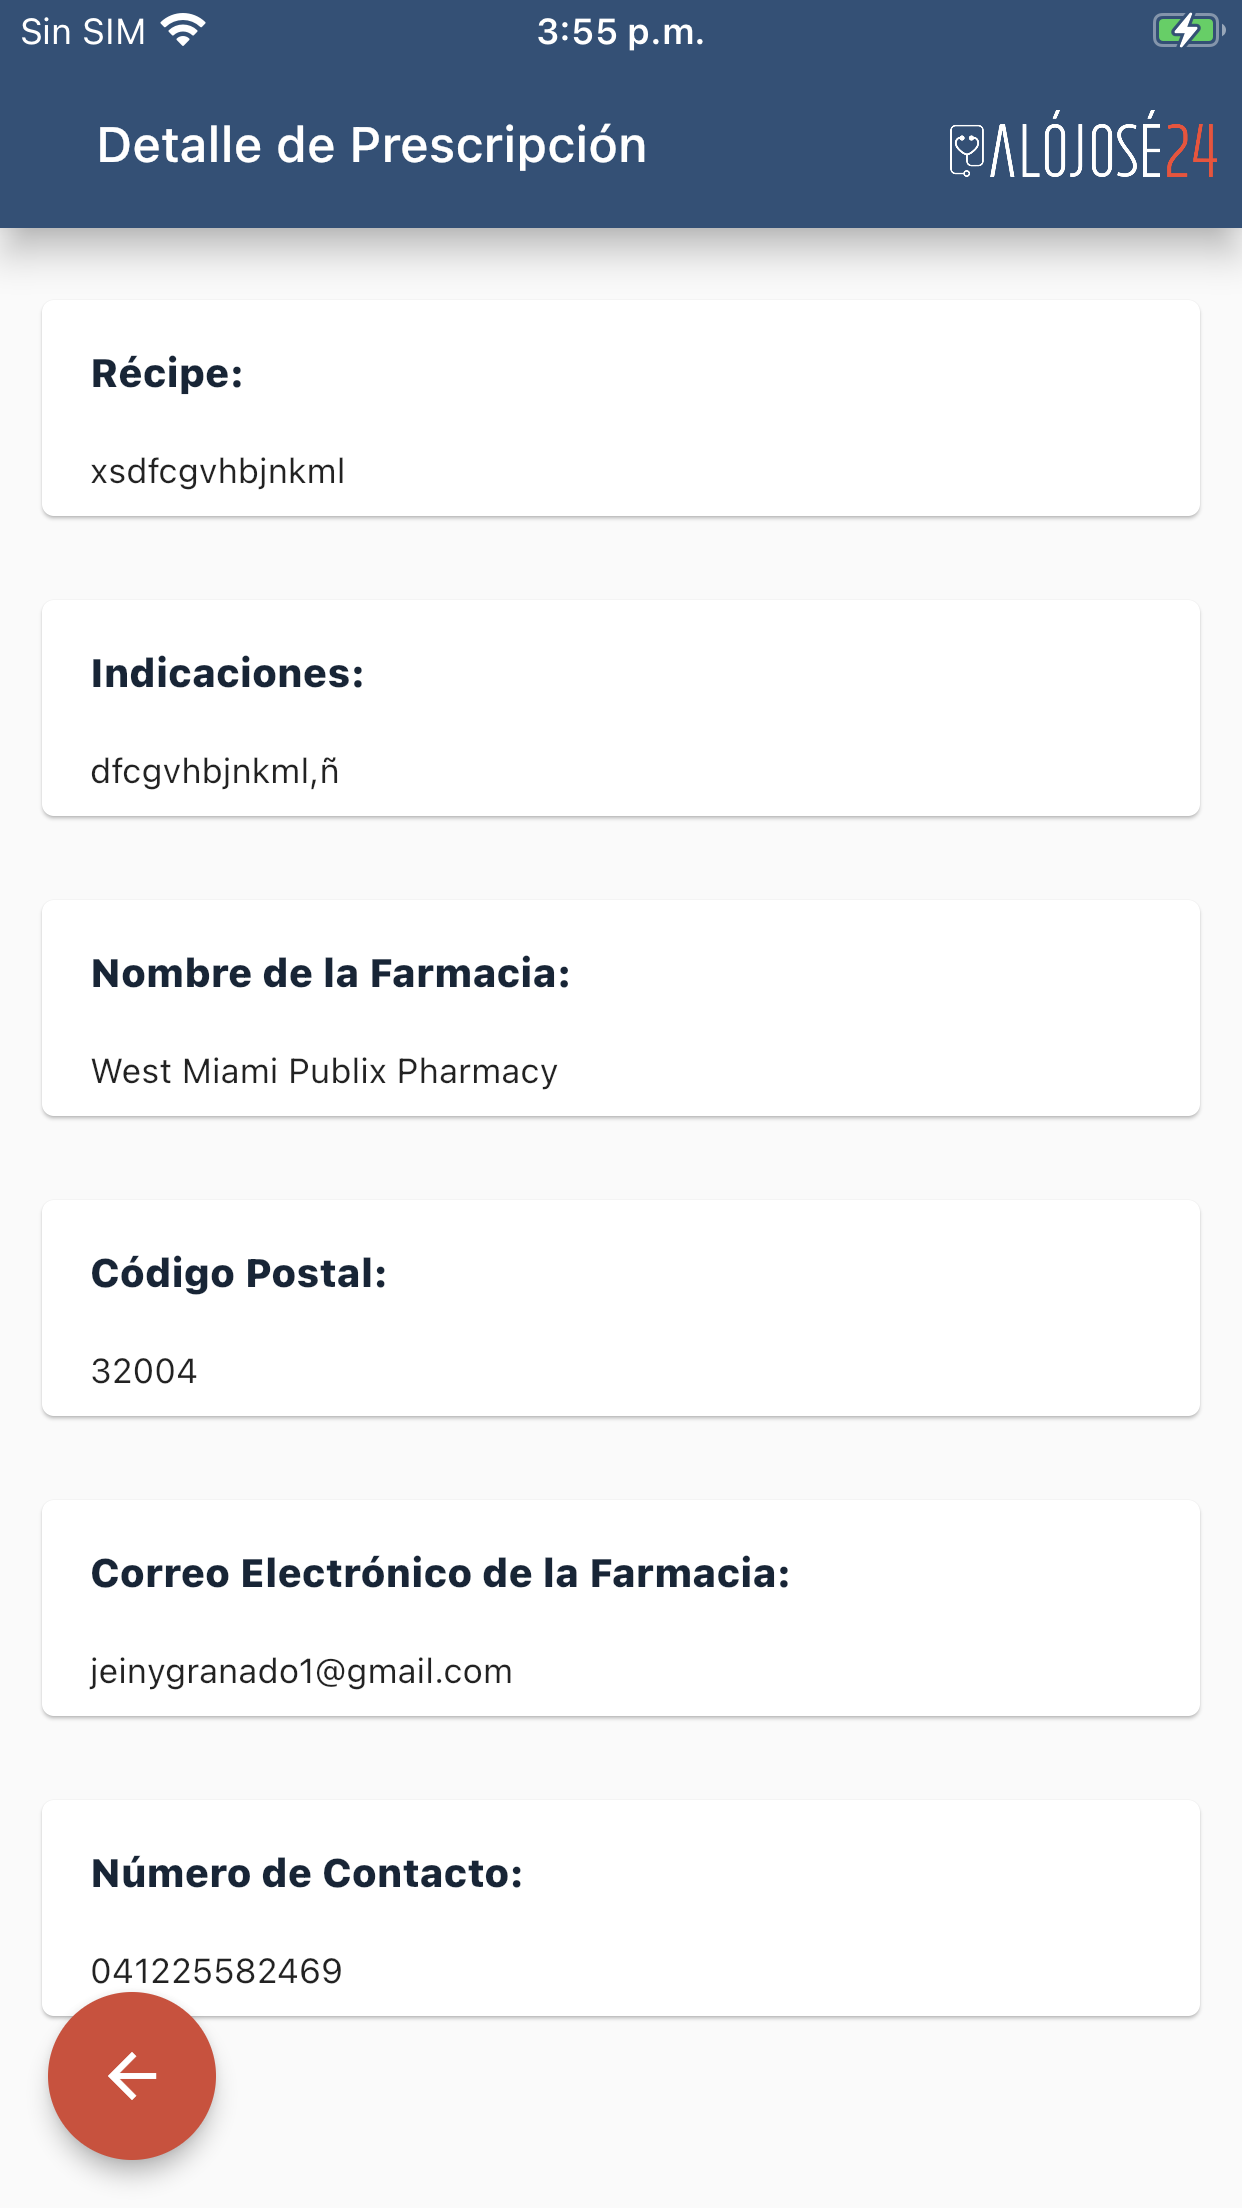 Sin SIM 3:55 p.m.
Detalle de Prescripción ALÓJOSÉ24
Récipe:
xsdfcgvhbjnkml
Indicaciones:
dfcgvhbjnkml,ñ
Nombre de la Farmacia:
West Miami Publix Pharmacy
Código Postal:
32004
Correo Electrónico de la Farmacia:
jeinygranado1@gmail.com
Número de Contacto:
041225582469